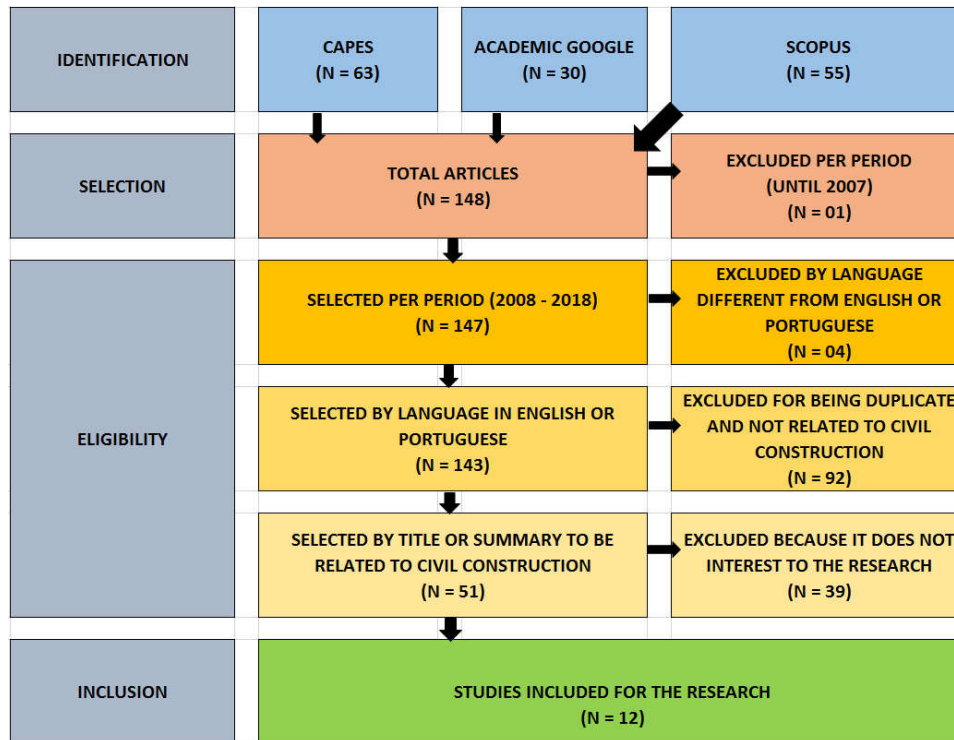 IDENTIFICATION
CAPES
(N = 63)
ACADEMIC GOOGLE
(N = 30)
SCOPUS
(N = 55)
SELECTION
TOTAL ARTICLES
(N = 148)
EXCLUDED PER PERIOD
(UNTIL 2007)
(N = 01)
ELIGIBILITY
SELECTED PER PERIOD (2008 - 2018)
(N = 147)
EXCLUDED BY LANGUAGE
DIFFERENT FROM ENGLISH OR
PORTUGUESE
(N = 04)
SELECTED BY LANGUAGE IN ENGLISH OR
PORTUGUESE
(N = 143)
EXCLUDED FOR BEING DUPLICATE
AND NOT RELATED TO CIVIL
CONSTRUCTION
(N = 92)
SELECTED BY TITLE OR SUMMARY TO BE
RELATED TO CIVIL CONSTRUCTION
(N = 51)
EXCLUDED BECAUSE IT DOES NOT
INTEREST TO THE RESEARCH
(N = 39)
INCLUSION
STUDIES INCLUDED FOR THE RESEARCH
(N = 12)